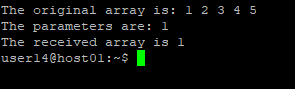 The original array is: 1 2 3 4 5
The parameters are: 1
The received array is 1
user14@host01:~$